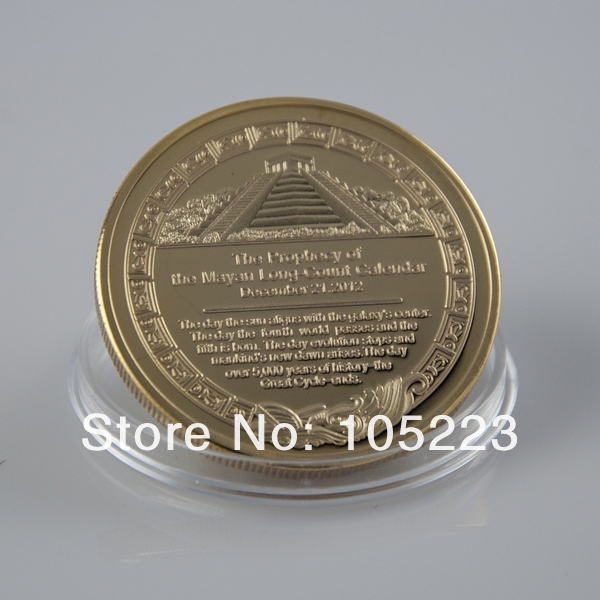 The Prophecy of
the Mayan Long-Count Calendar
December 21.2012
The day the sun aligns with the galaxy's center.
The day the fourth world passes and the
fifth is born. The day evolution stops and
mankind's new dawn arises. The day
over 5,000 years of history-the
Great Cycle-ends.
Store No: 105223